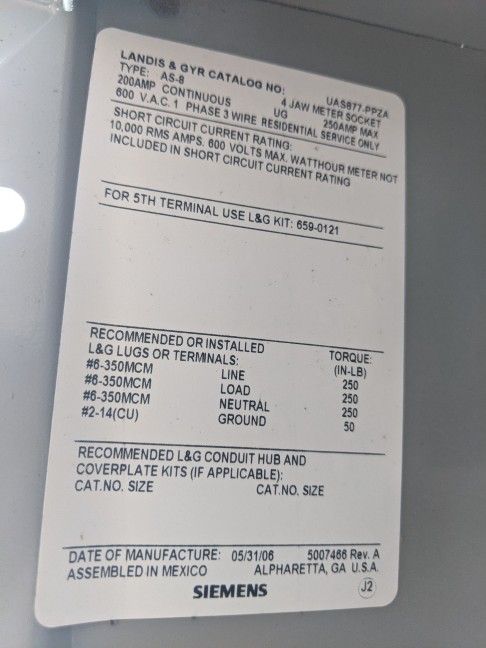 LANDIS & GYR CATALOG NO: UAS877-PPZA
TYPE: AS-8 4 JAW METER SOCKET
200AMP CONTINUOUS UG 250AMP MAX
600 V.A.C. 1 PHASE 3 WIRE RESIDENTIAL SERVICE ONLY
SHORT CIRCUIT CURRENT RATING:
10,000 RMS AMPS. 600 VOLTS MAX. WATTHOUR METER NOT
INCLUDED IN SHORT CIRCUIT CURRENT RATING
FOR 5TH TERMINAL USE L&G KIT: 659-0121
RECOMMENDED OR INSTALLED
L&G LUGS OR TERMINALS: TORQUE:
(IN-LB)
#6-350MCM LINE 250
#6-350MCM LOAD 250
#6-350MCM NEUTRAL 250
#2-14(CU) GROUND 50
RECOMMENDED L&G CONDUIT HUB AND
COVERPLATE KITS (IF APPLICABLE):
CAT.NO. SIZE CAT.NO. SIZE
DATE OF MANUFACTURE: 05/31/06 5007466 Rev. A
ASSEMBLED IN MEXICO ALPHARETTA, GA U.S.A.
SIEMENS J2